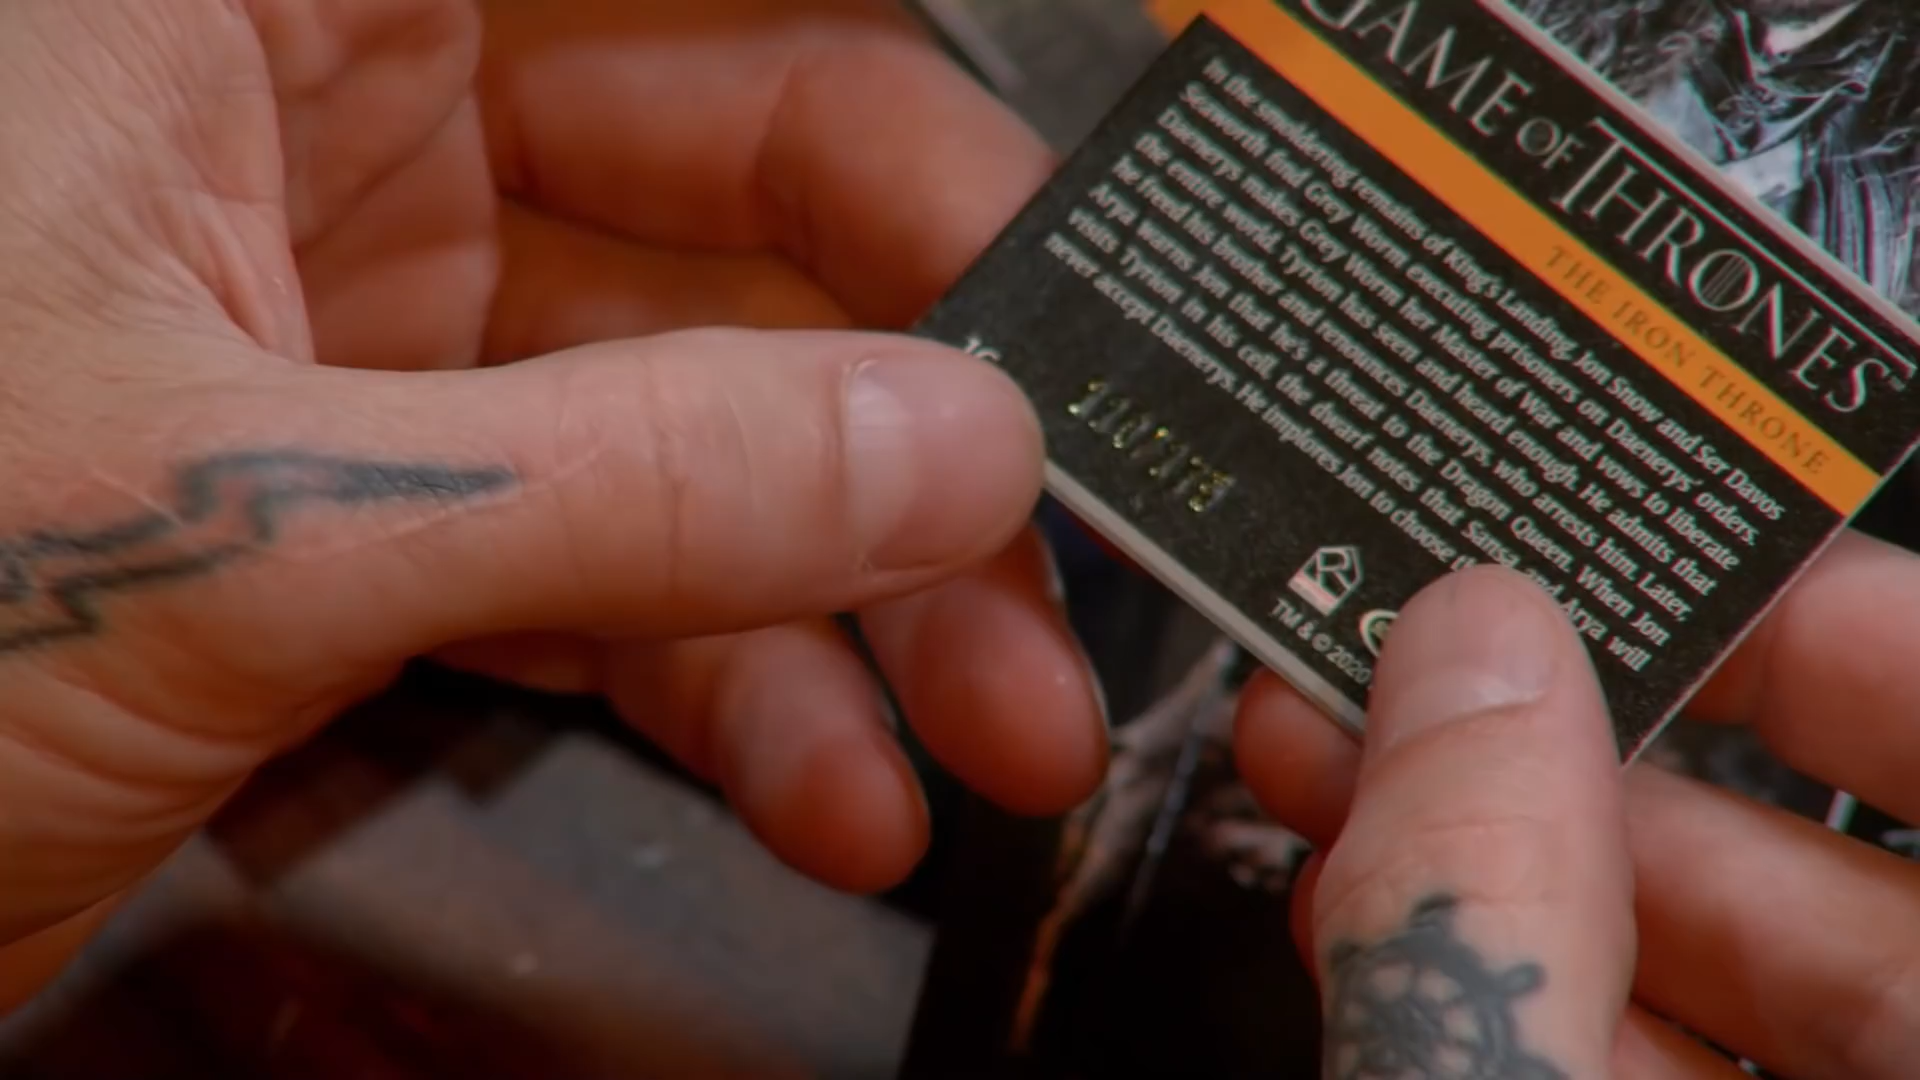 GAME OF THRONES™
THE IRON THRONE
In the smoldering remains of King's Landing, Jon Snow and Ser Davos
Seaworth find Grey Worm executing prisoners on Daenerys' orders.
Daenerys makes Grey Worm her Master of War and vows to liberate
the entire world. Tyrion has seen and heard enough. He admits that
he freed his brother and renounces Daenerys, who arrests him. Later,
Arya warns Jon that he's a threat to the Dragon Queen. When Jon
visits Tyrion in his cell, the dwarf notes that Sansa and Arya will
never accept Daenerys. He implores Jon to choose
110/175
R
TM & © 2020